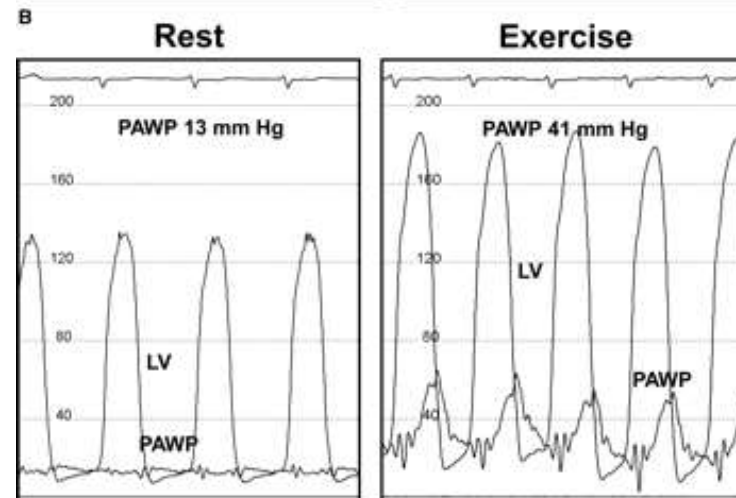 B
Rest
200
PAWP 13 mm Hg
160
120
80
LV
40
PAWP
Exercise
200
PAWP 41 mm Hg
160
120
LV
80
PAWP
40